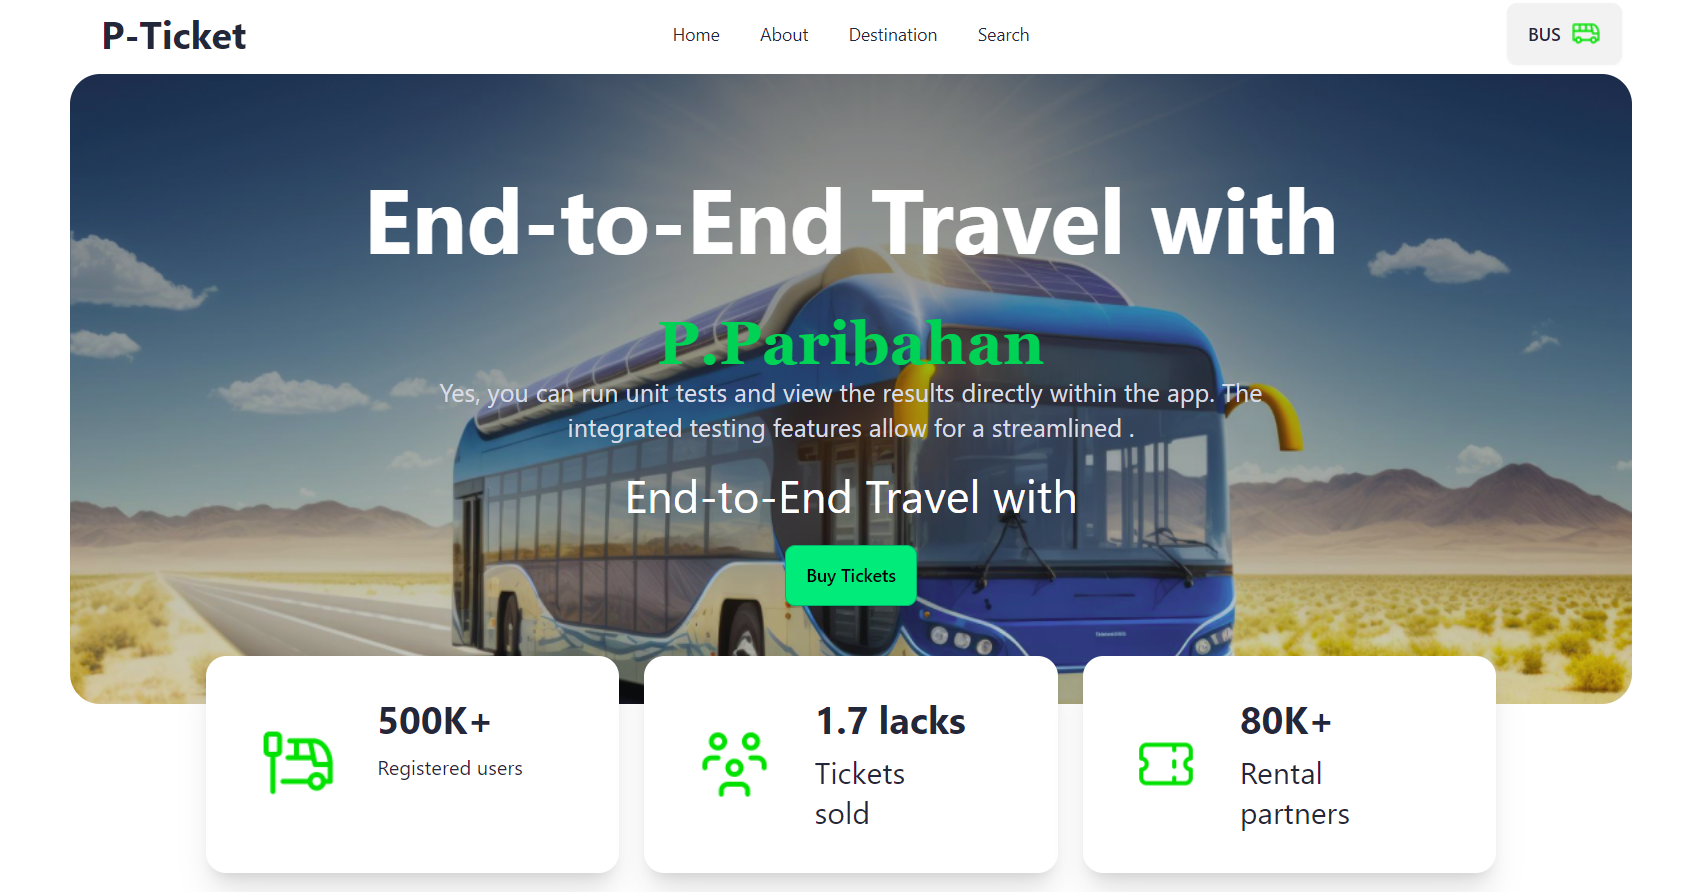 P-Ticket
Home
About
Destination
Search
BUS
End-to-End Travel with
P.Paribahan
Yes, you can run unit tests and view the results directly within the app. The
integrated testing features allow for a streamlined .
End-to-End Travel with
Buy Tickets
500K+
Registered users
1.7 lacks
Tickets
sold
80K+
Rental
partners